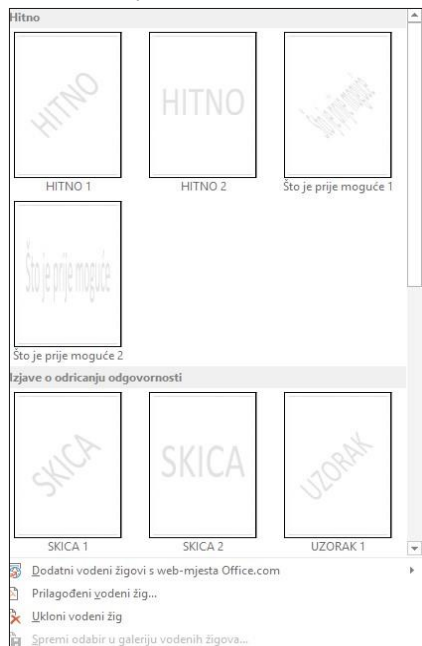 Hitno
HITNO
HITNO
Što je prije moguće
HITNO 1
HITNO 2
Što je prije moguće 1
Što je prije moguće
Što je prije moguće 2
Izjave o odricanju odgovornosti
SKICA
SKICA
UZORAK
SKICA 1
SKICA 2
UZORAK 1
Dodatni vodeni žigovi s web-mjesta Office.com
Prilagođeni vodeni žig...
Ukloni vodeni žig
Spremi odabir u galeriju vodenih žigova...